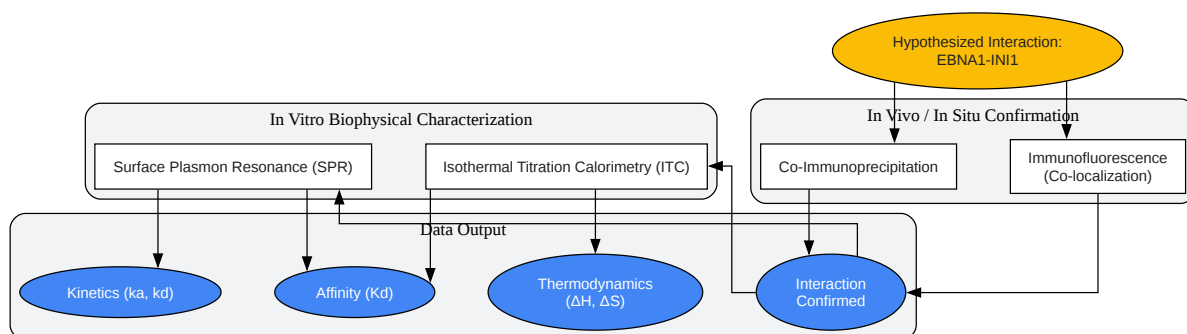 Hypothesized Interaction:
EBNA1-INI1
In Vitro Biophysical Characterization
In Vivo / In Situ Confirmation
Surface Plasmon Resonance (SPR)
Isothermal Titration Calorimetry (ITC)
Co-Immunoprecipitation
Immunofluorescence
(Co-localization)
Data Output
Kinetics (ka, kd)
Affinity (Kd)
Thermodynamics
(ΔH, ΔS)
Interaction
Confirmed